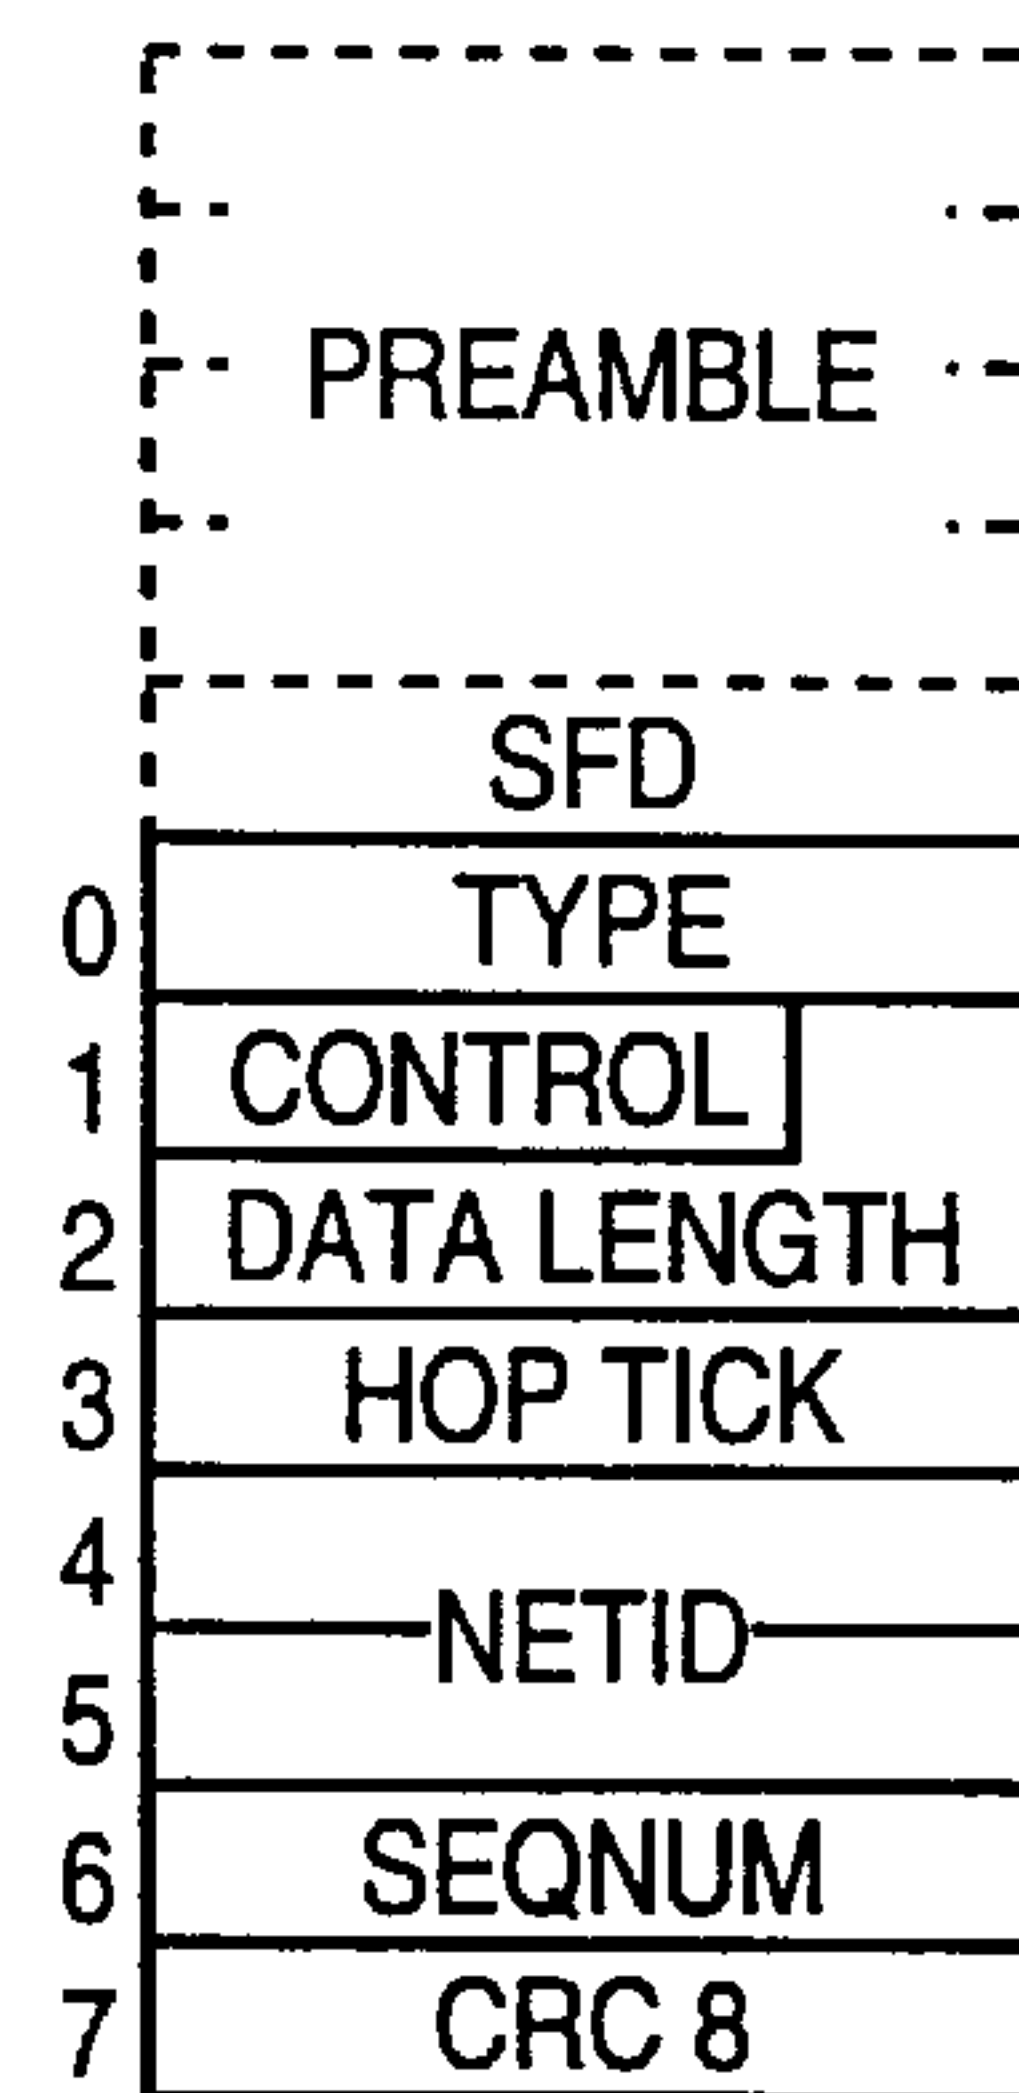 PREAMBLE
SFD
0 TYPE
1 CONTROL
2 DATA LENGTH
3 HOP TICK
4
NETID
5
6 SEQNUM
7 CRC 8